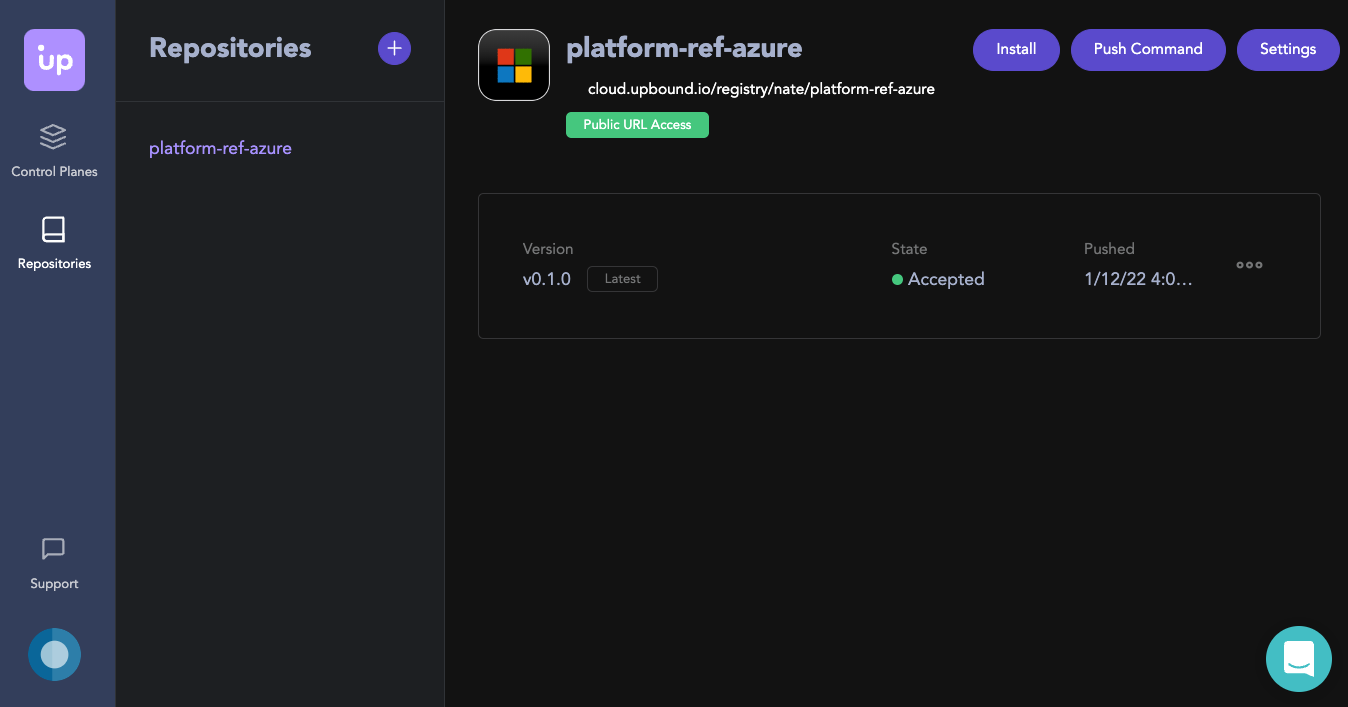 up
Control Planes
Repositories
Support
Repositories
platform-ref-azure
platform-ref-azure
cloud.upbound.io/registry/nate/platform-ref-azure
Public URL Access
Install
Push Command
Settings
Version
v0.1.0
Latest
State
Accepted
Pushed
1/12/22 4:0...